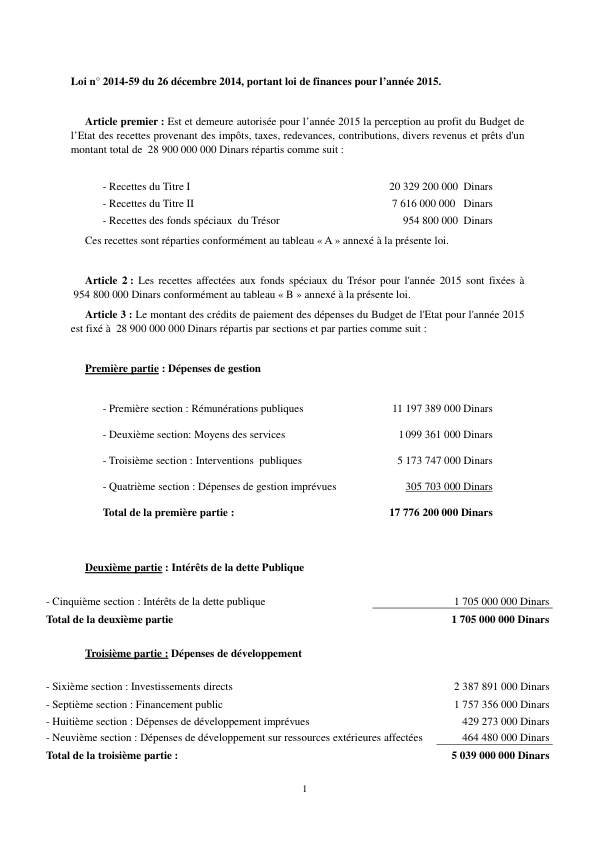 Loi n° 2014-59 du 26 décembre 2014, portant loi de finances pour l'année 2015.
Article premier : Est et demeure autorisée pour l'année 2015 la perception au profit du Budget de
l'Etat des recettes provenant des impôts, taxes, redevances, contributions, divers revenus et prêts d'un
montant total de 28 900 000 000 Dinars répartis comme suit :
- Recettes du Titre I 20 329 200 000 Dinars
- Recettes du Titre II 7 616 000 000 Dinars
- Recettes des fonds spéciaux du Trésor 954 800 000 Dinars
Ces recettes sont réparties conformément au tableau « A » annexé à la présente loi.
Article 2 : Les recettes affectées aux fonds spéciaux du Trésor pour l'année 2015 sont fixées à
954 800 000 Dinars conformément au tableau « B » annexé à la présente loi.
Article 3 : Le montant des crédits de paiement des dépenses du Budget de l'Etat pour l'année 2015
est fixé à 28 900 000 000 Dinars répartis par sections et par parties comme suit :
Première partie : Dépenses de gestion
- Première section : Rémunérations publiques 11 197 389 000 Dinars
- Deuxième section: Moyens des services 1 099 361 000 Dinars
- Troisième section : Interventions publiques 5 173 747 000 Dinars
- Quatrième section : Dépenses de gestion imprévues 305 703 000 Dinars
Total de la première partie : 17 776 200 000 Dinars
Deuxième partie : Intérêts de la dette Publique
- Cinquième section : Intérêts de la dette publique 1 705 000 000 Dinars
Total de la deuxième partie 1 705 000 000 Dinars
Troisième partie : Dépenses de développement
- Sixième section : Investissements directs 2 387 891 000 Dinars
- Septième section : Financement public 1 757 356 000 Dinars
- Huitième section : Dépenses de développement imprévues 429 273 000 Dinars
- Neuvième section : Dépenses de développement sur ressources extérieures affectées 464 480 000 Dinars
Total de la troisième partie : 5 039 000 000 Dinars
1